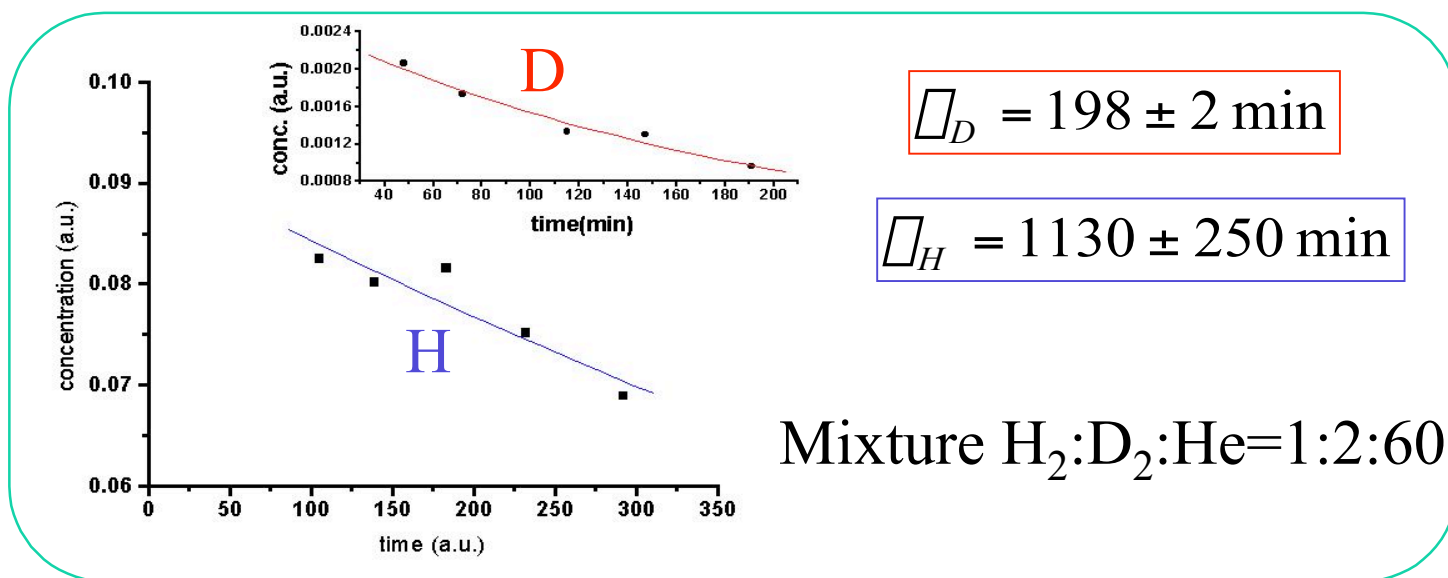 0.0024
0.0020
0.0016
0.0012
0.0008
conc. (a.u.)
D
40 60 80 100 120 140 160 180 200
time(min)
0.10
0.09
0.08
0.07
0.06
concentration (a.u.)
H
0 50 100 150 200 250 300 350
time (a.u.)
D = 198 ± 2 min
H = 1130 ± 250 min
Mixture H₂:D₂:He=1:2:60